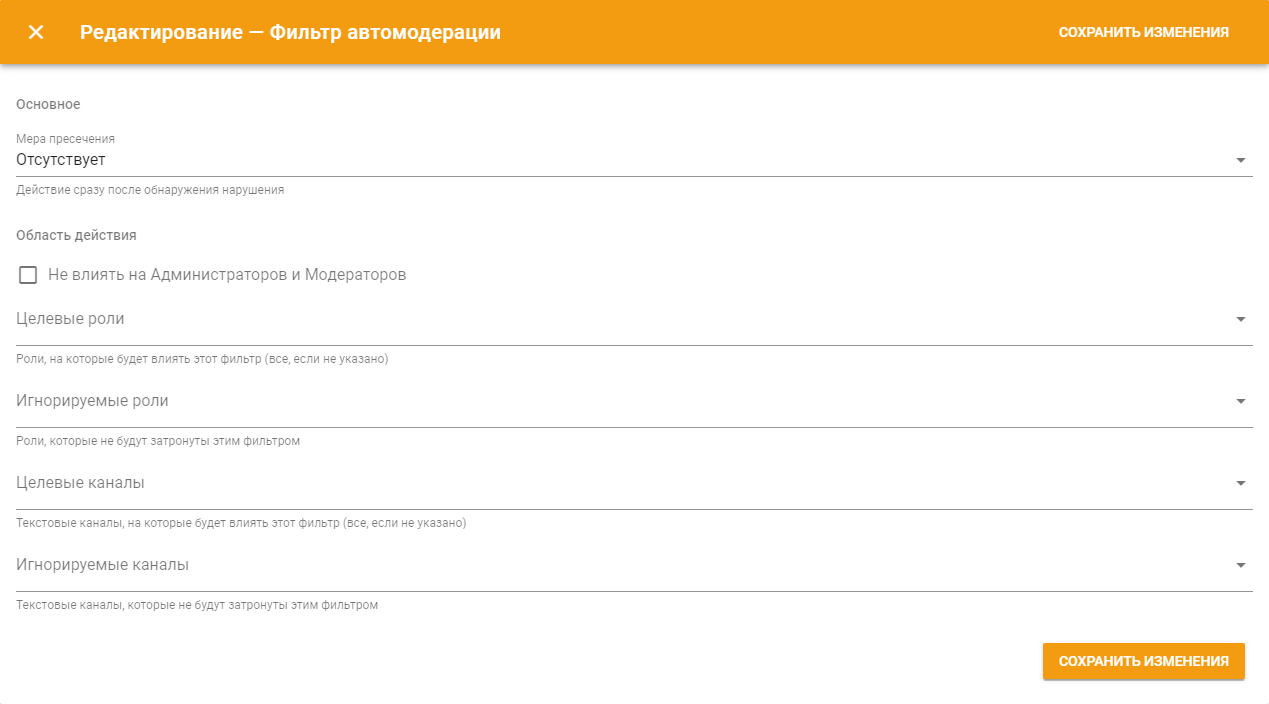 Редактирование — Фильтр автомодерации
СОХРАНИТЬ ИЗМЕНЕНИЯ
Основное
Мера пресечения
Отсутствует
Действие сразу после обнаружения нарушения
Область действия
Не влиять на Администраторов и Модераторов
Целевые роли
Роли, на которые будет влиять этот фильтр (все, если не указано)
Игнорируемые роли
Роли, которые не будут затронуты этим фильтром
Целевые каналы
Текстовые каналы, на которые будет влиять этот фильтр (все, если не указано)
Игнорируемые каналы
Текстовые каналы, которые не будут затронуты этим фильтром
СОХРАНИТЬ ИЗМЕНЕНИЯ